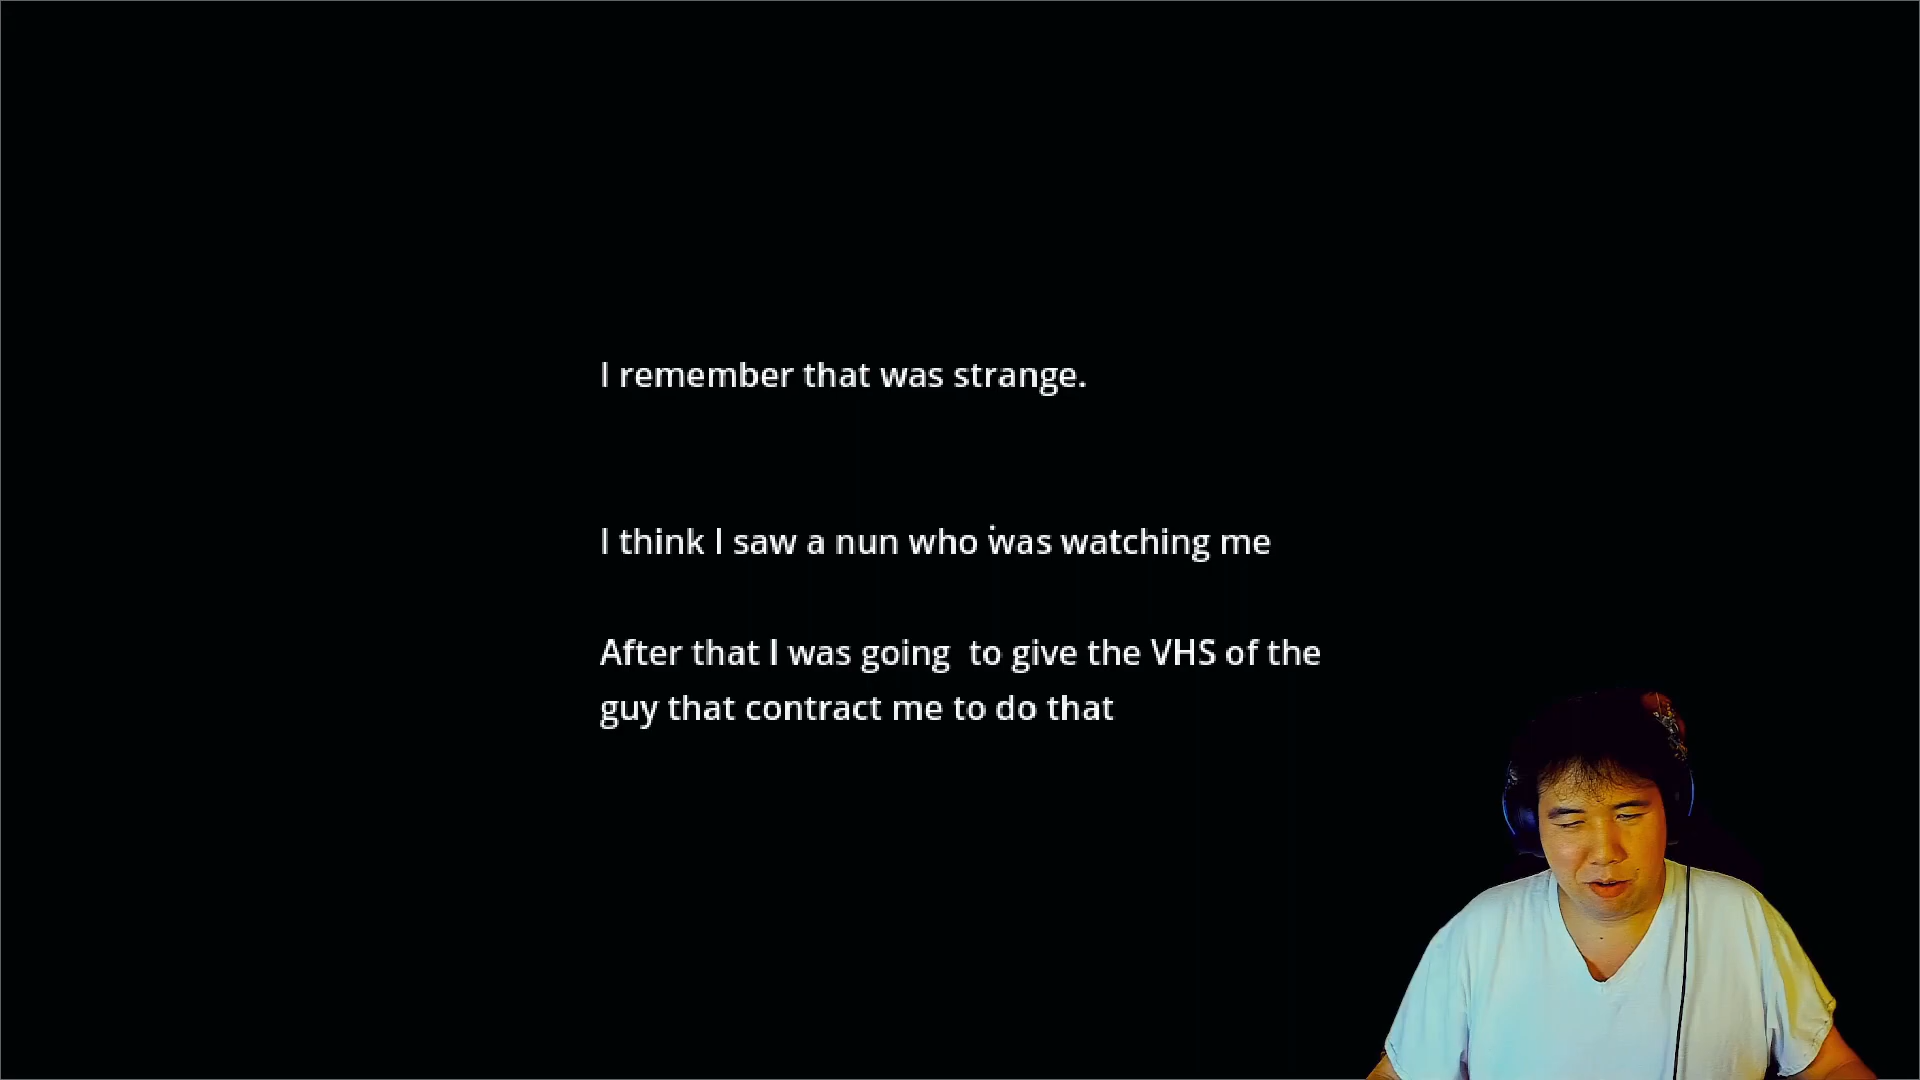 I remember that was strange.
I think I saw a nun who was watching me
After that I was going  to give the VHS of the
guy that contract me to do that